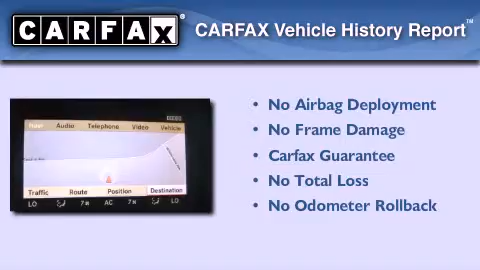 CARFAX®
CARFAX Vehicle History Report™
Navi Audio Telephone Video Vehicle
Traffic Route Position Destination
LO AC LO
• No Airbag Deployment
• No Frame Damage
• Carfax Guarantee
• No Total Loss
• No Odometer Rollback